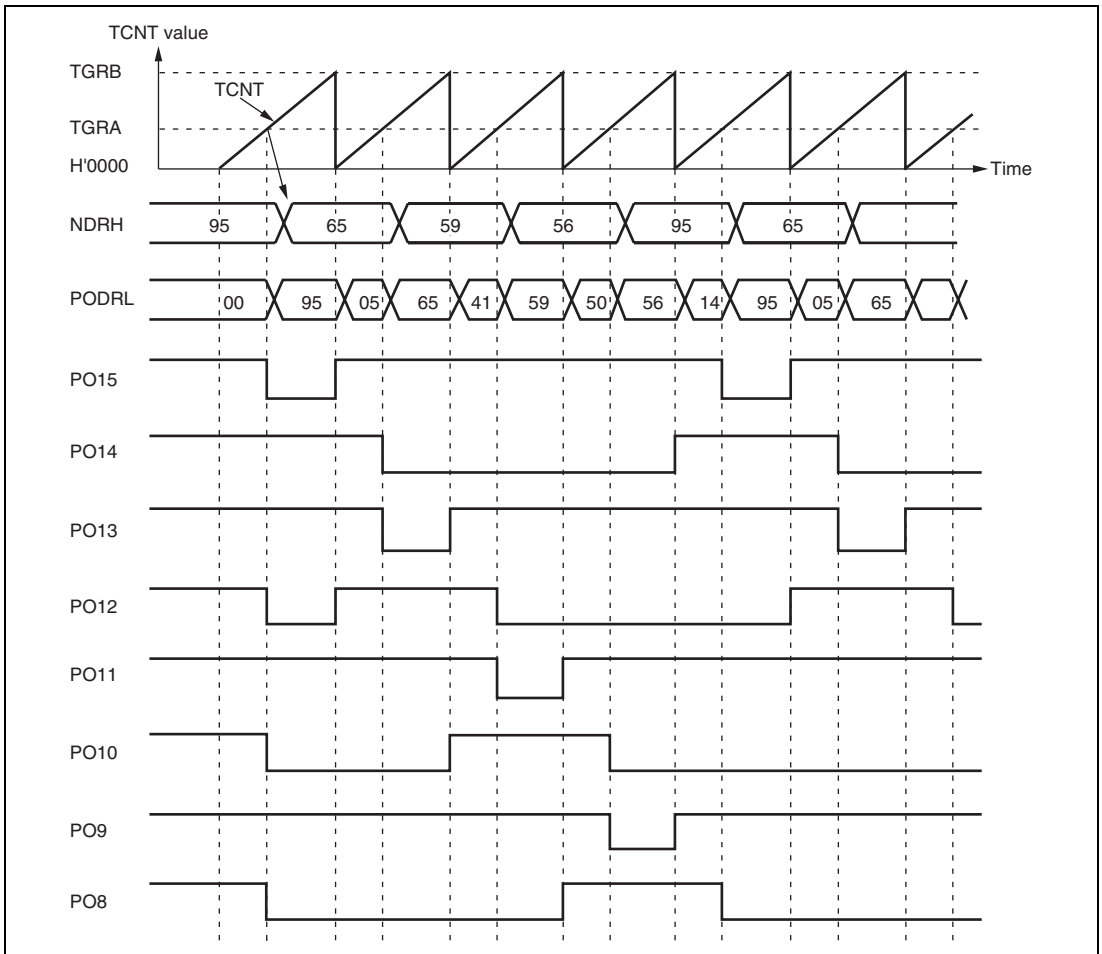 TCNT value
TGRB
TCNT
TGRA
H'0000
Time
NDRH 95 65 59 56 95 65
PODRL 00 95 05 65 41 59 50 56 14 95 05 65
PO15
PO14
PO13
PO12
PO11
PO10
PO9
PO8